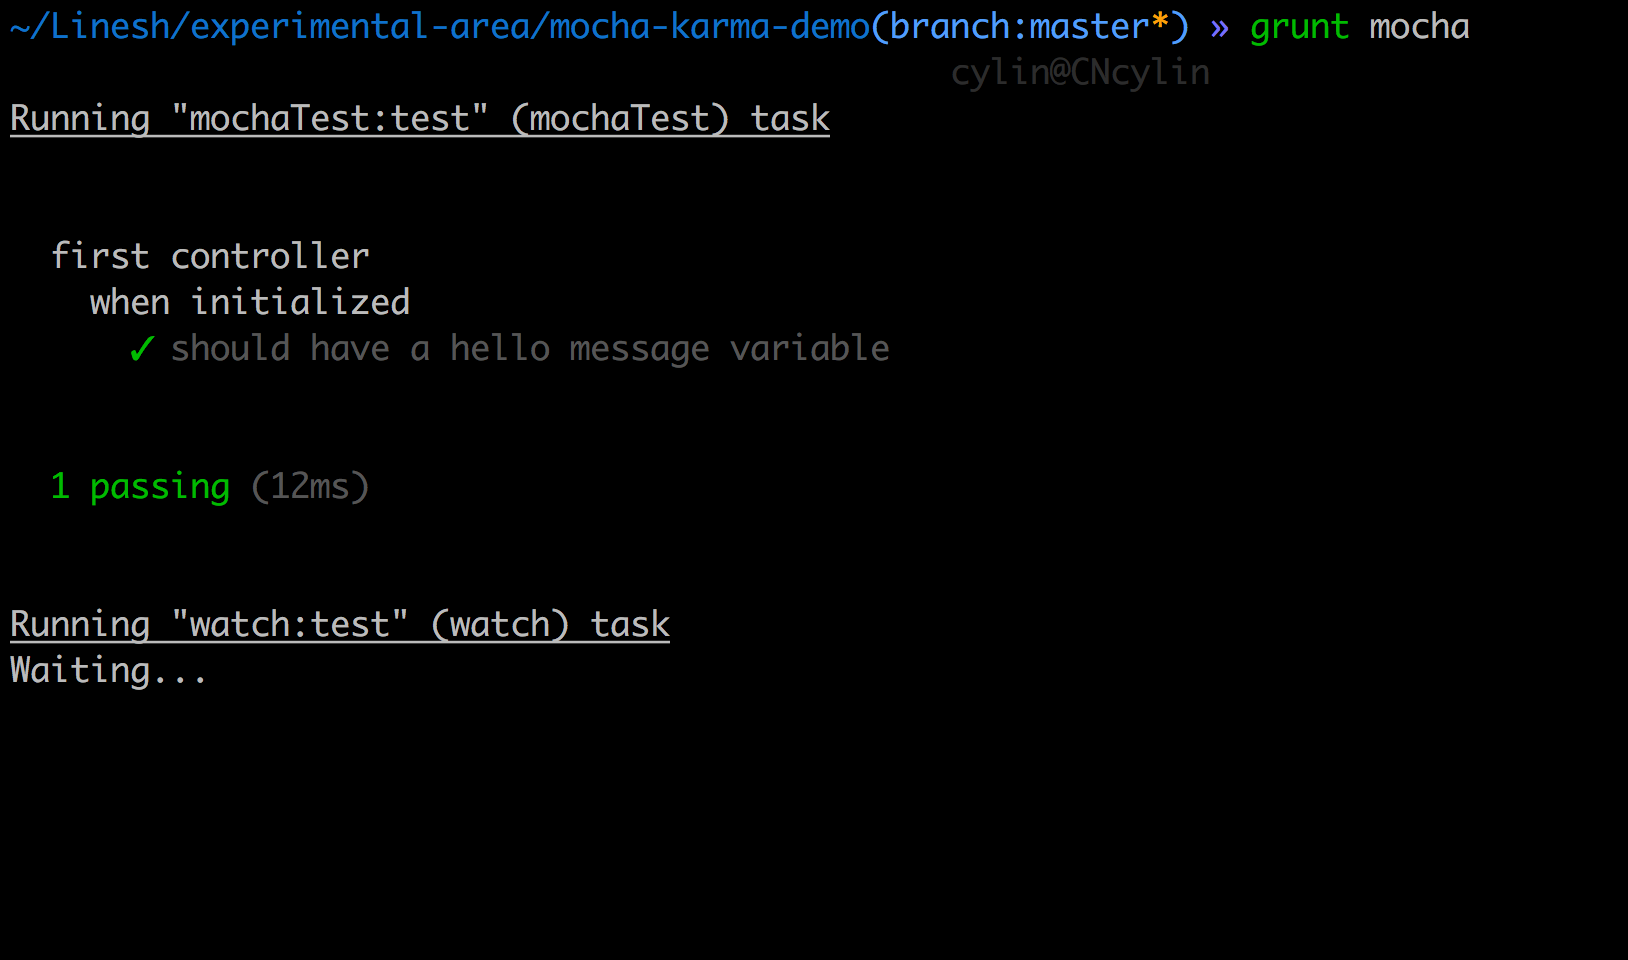 ~/Linesh/experimental-area/mocha-karma-demo(branch:master*) » grunt mocha
cylin@CNcylin
Running "mochaTest:test" (mochaTest) task
first controller
when initialized
✓ should have a hello message variable
1 passing (12ms)
Running "watch:test" (watch) task
Waiting...